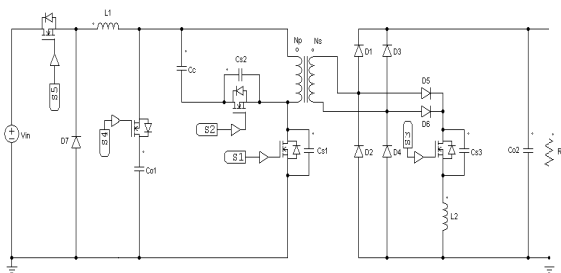 L1
Np
Ns
S5
Cs2
D1
D3
Cc
D5
D6
S4
S2
S3
Vin
D7
S1
Cs1
D2
D4
Cs3
Co2
R
Co1
L2